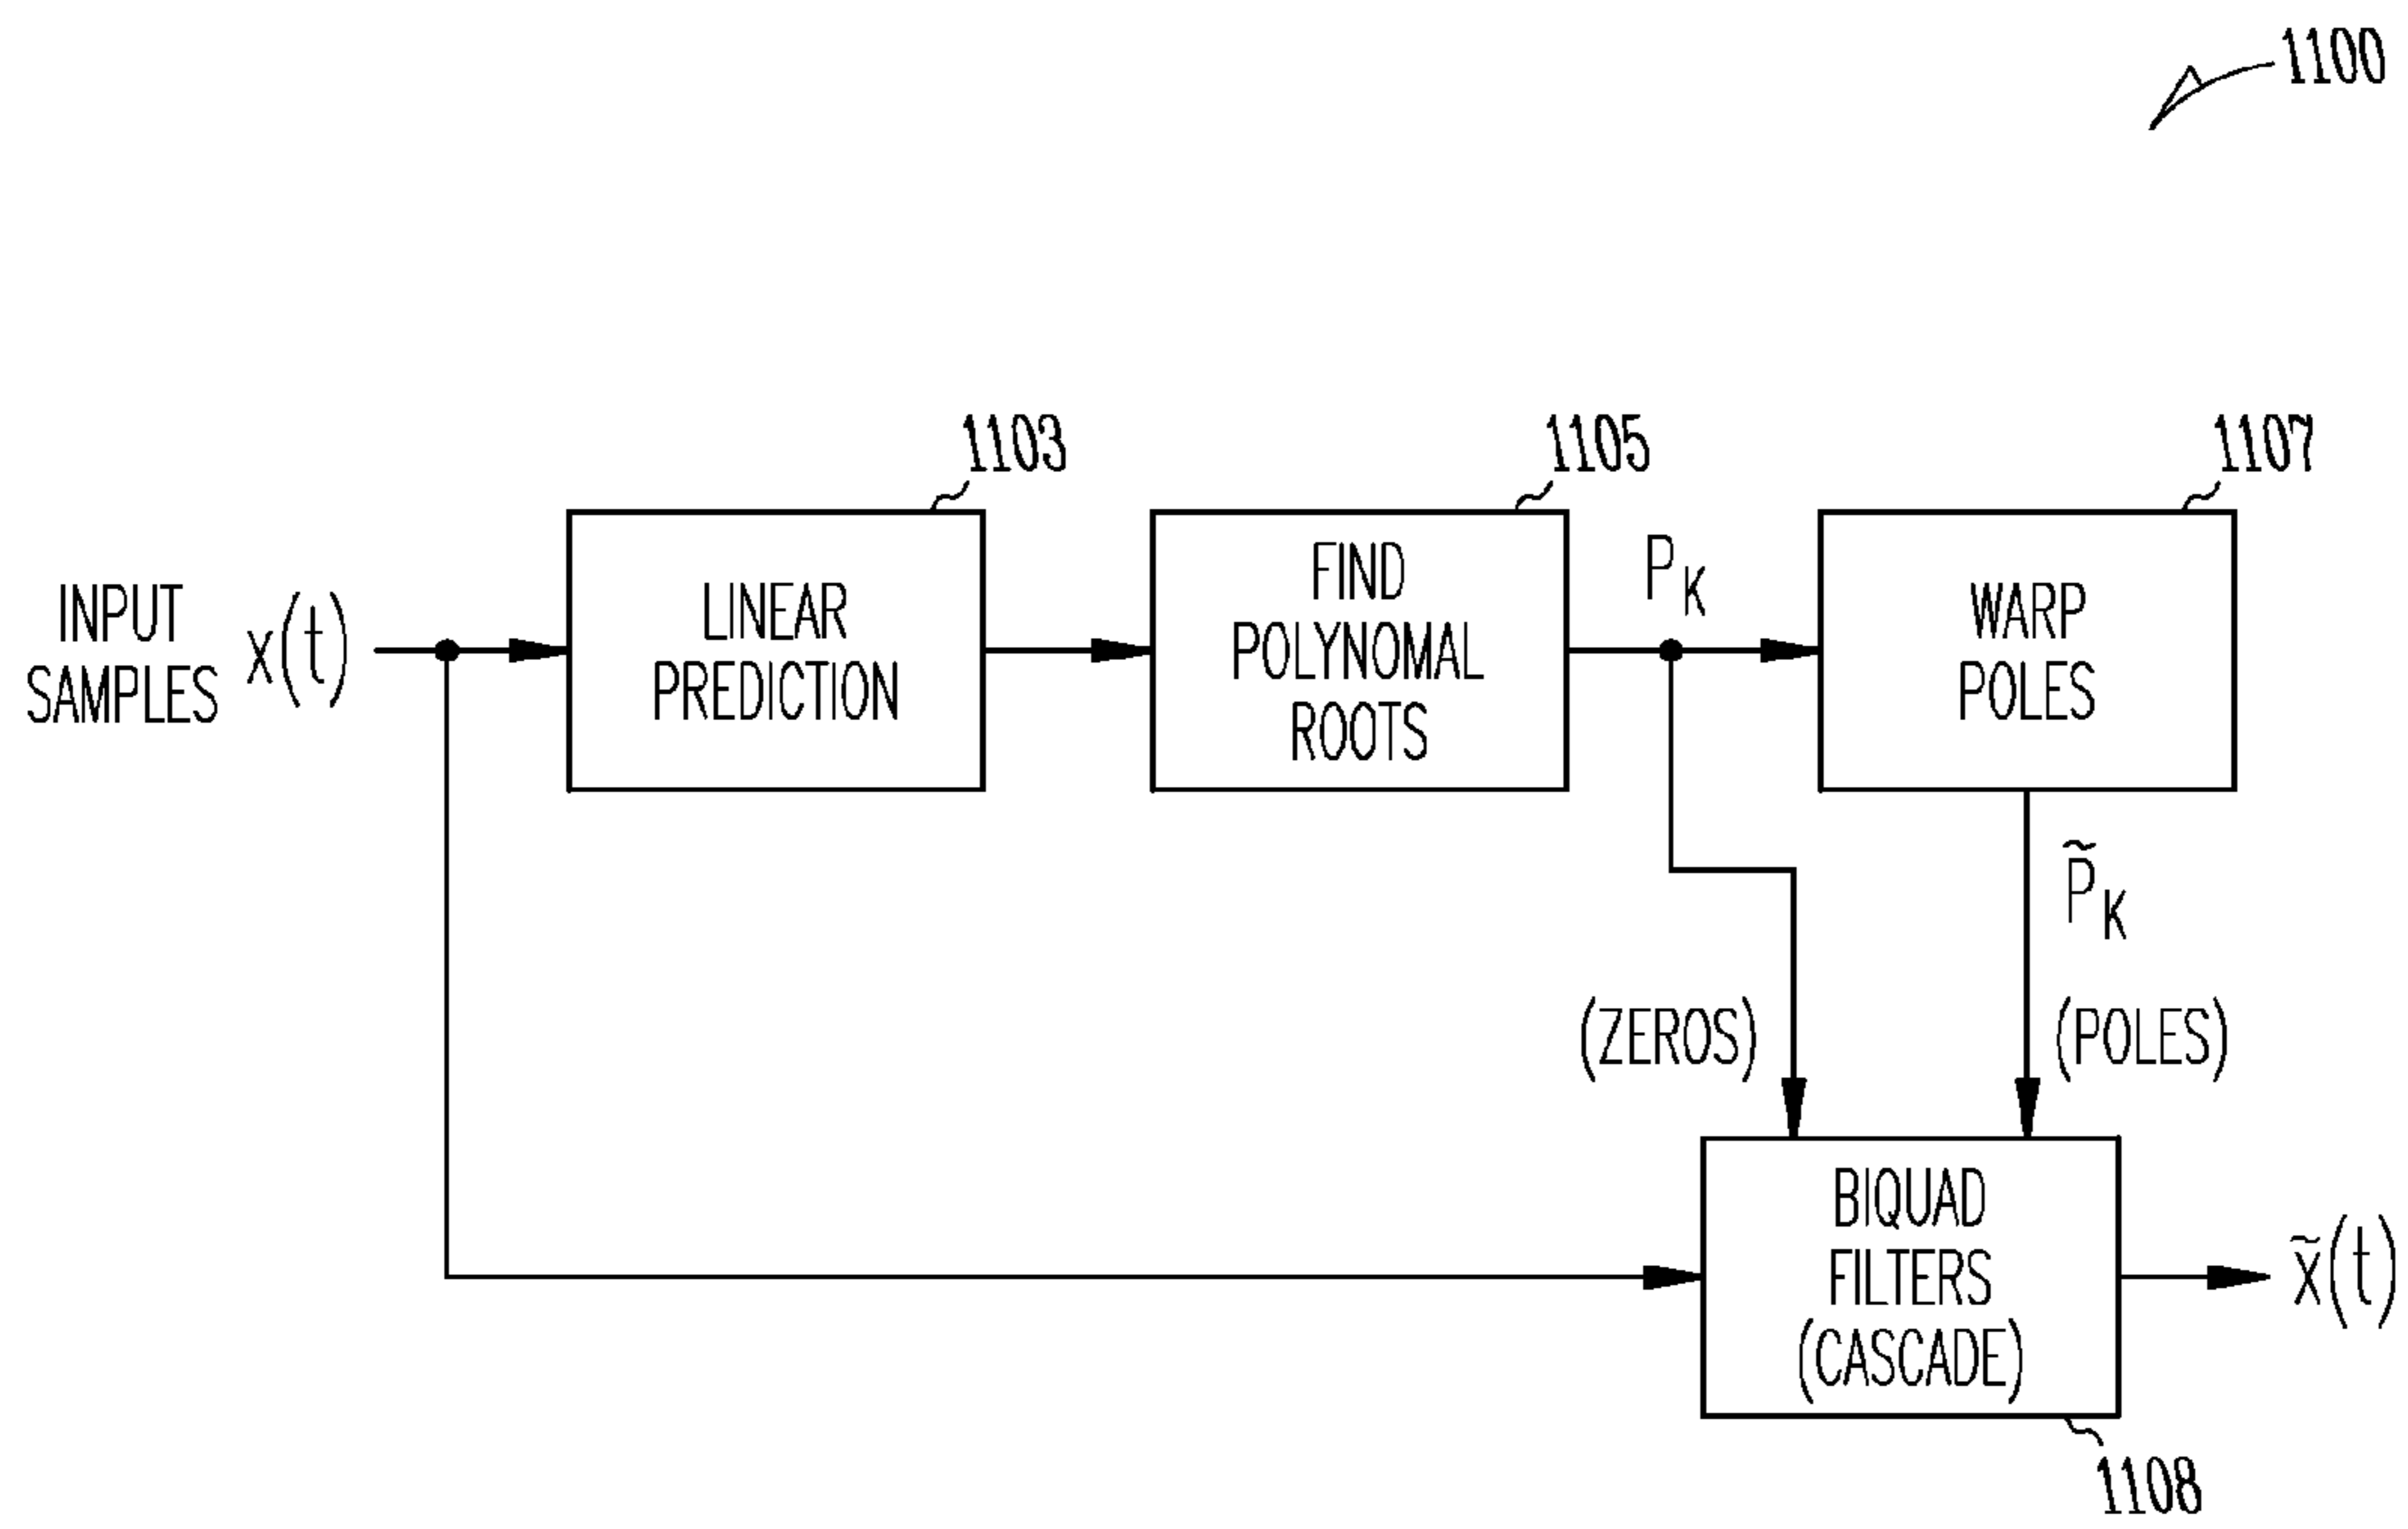 1100
1103
1105
1107
INPUT
SAMPLES
x(t)
LINEAR
PREDICTION
FIND
POLYNOMAL
ROOTS
P_K
WARP
POLES
P̃_K
(ZEROS)
(POLES)
BIQUAD
FILTERS
(CASCADE)
x̃(t)
1108